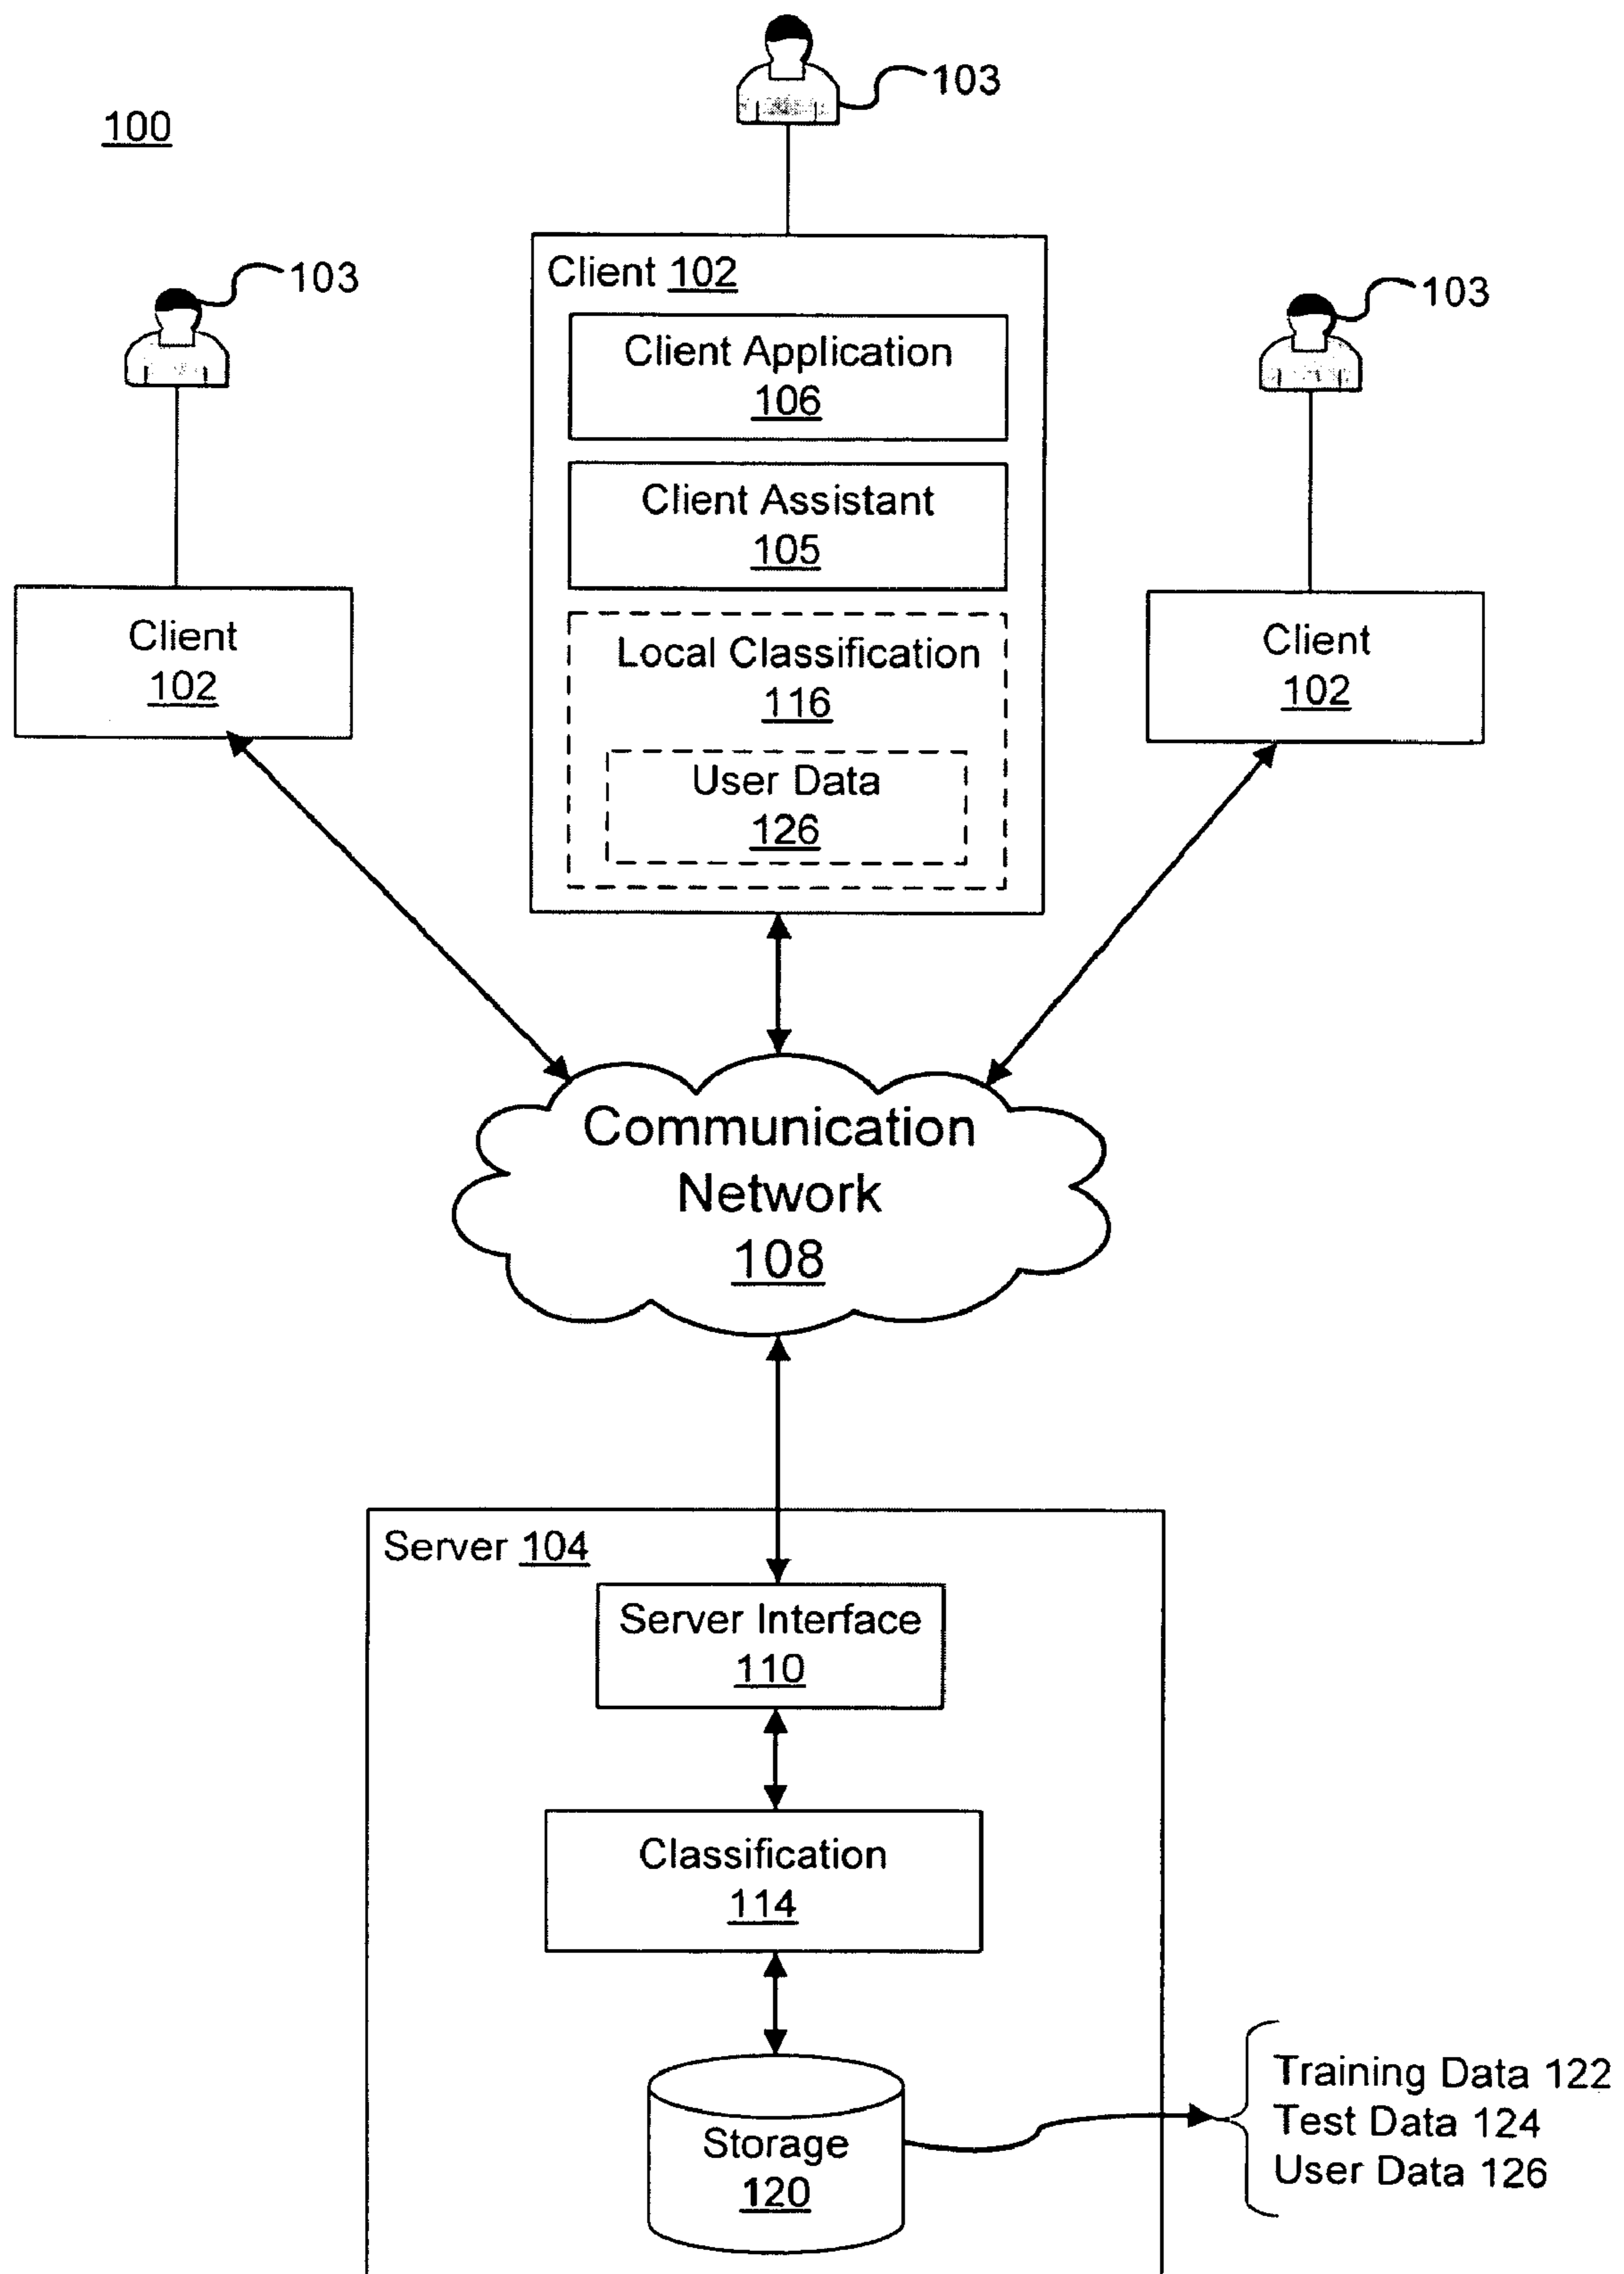 103
100
Client 102
103
103
Client Application
106
Client Assistant
105
Client
102
Local Classification
116
Client
102
User Data
126
Communication
Network
108
Server 104
Server Interface
110
Classification
114
Storage
120
Training Data 122
Test Data 124
User Data 126